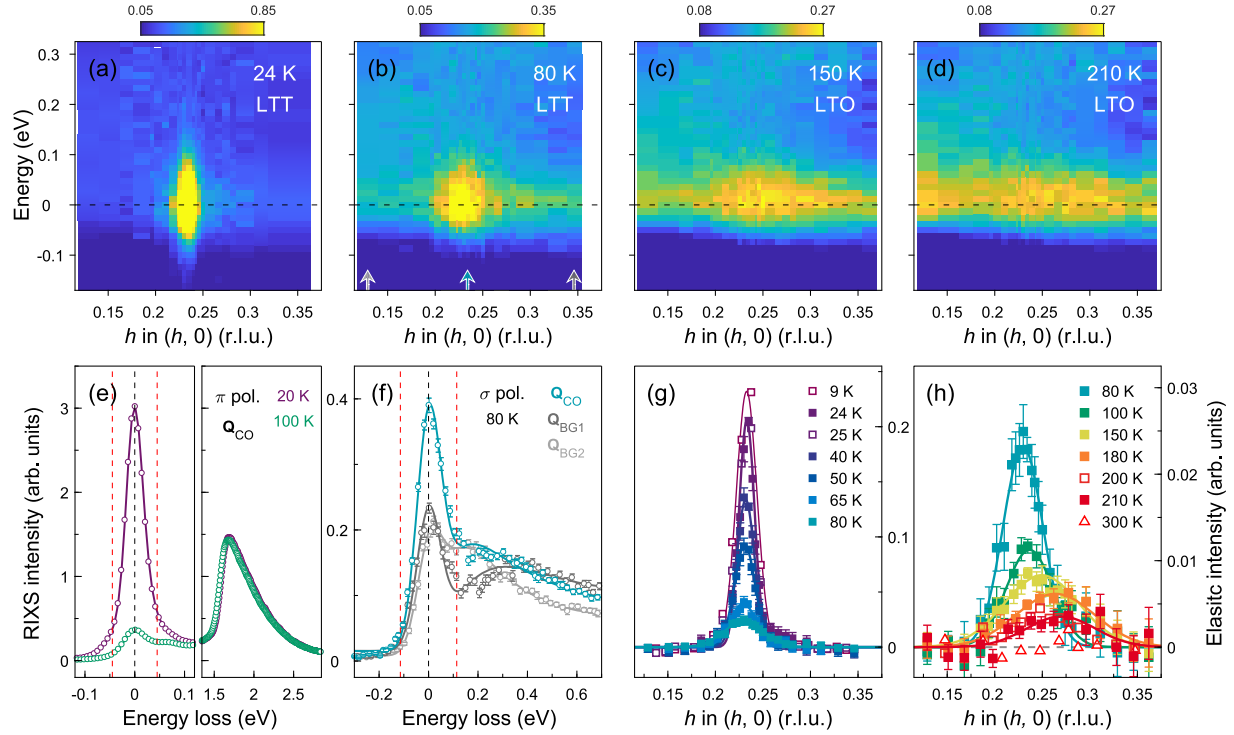 0.05 0.85 0.05 0.35 0.08 0.27 0.08 0.27
(a) 24 K LTT
(b) 80 K LTT
(c) 150 K LTO
(d) 210 K LTO
Energy (eV)
0.3
0.2
0.1
0
-0.1
0.15 0.2 0.25 0.3 0.35
0.15 0.2 0.25 0.3 0.35
0.15 0.2 0.25 0.3 0.35
0.15 0.2 0.25 0.3 0.35
h in (h, 0) (r.l.u.)
h in (h, 0) (r.l.u.)
h in (h, 0) (r.l.u.)
h in (h, 0) (r.l.u.)
RIXS intensity (arb. units)
3
2
1
0
(e)
π pol. 20 K
Q_CO 100 K
-0.1 0 0.1 1.5 2 2.5
Energy loss (eV)
0.4
0.2
0
(f)
σ pol.
80 K
Q_CO
Q_BG1
Q_BG2
-0.2 0 0.2 0.4 0.6
Energy loss (eV)
(g)
9 K
24 K
25 K
40 K
50 K
65 K
80 K
0.2
0.1
0
0.15 0.2 0.25 0.3 0.35
h in (h, 0) (r.l.u.)
(h)
80 K
100 K
150 K
180 K
200 K
210 K
300 K
0.03
0.02
0.01
0
0.15 0.2 0.25 0.3 0.35
h in (h, 0) (r.l.u.)
Elasitc intensity (arb. units)